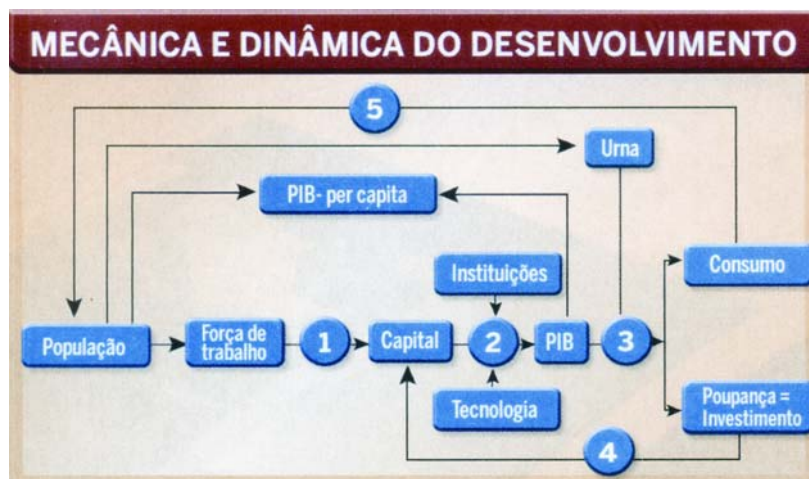 MECÂNICA E DINÂMICA DO DESENVOLVIMENTO
5
Urna
PIB- per capita
Instituições
Consumo
População
Força de
trabalho
1
Capital
2
PIB
3
Tecnologia
Poupança =
Investimento
4